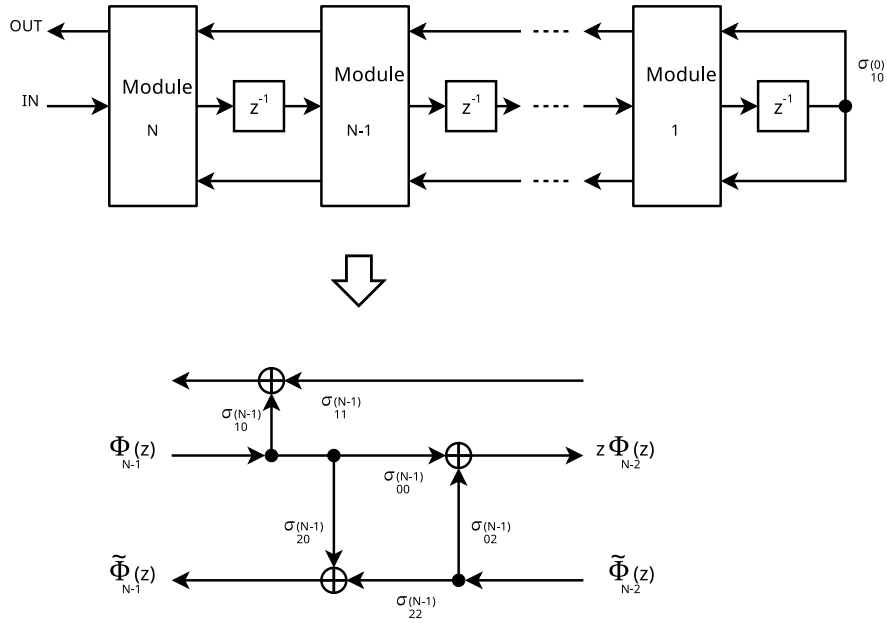 OUT
σ(0)
10
Module
Module
Module
IN
z-1
z-1
z-1
N
N-1
1
σ(N-1)
10
σ(N-1)
11
Φ(z)
N-1
z Φ(z)
N-2
σ(N-1)
00
σ(N-1)
20
σ(N-1)
02
Φ̃(z)
N-1
Φ̃(z)
N-2
σ(N-1)
22